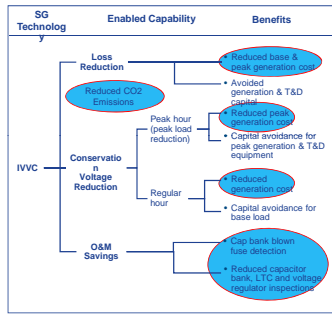 SG
Technolog
y
Enabled Capability
Benefits
Loss
Reduction
• Reduced base &
peak generation cost
• Avoided
generation & T&D
capital
Reduced CO2
Emissions
Peak hour
(peak load
reduction)
• Reduced peak
generation cost
• Capital avoidance for
peak generation & T&D
equipment
IVVC
Conservatio
n
Voltage
Reduction
Regular
hour
• Reduced
generation cost
• Capital avoidance for
base load
O&M
Savings
• Cap bank blown
fuse detection
• Reduced capacitor
bank, LTC and voltage
regulator inspections